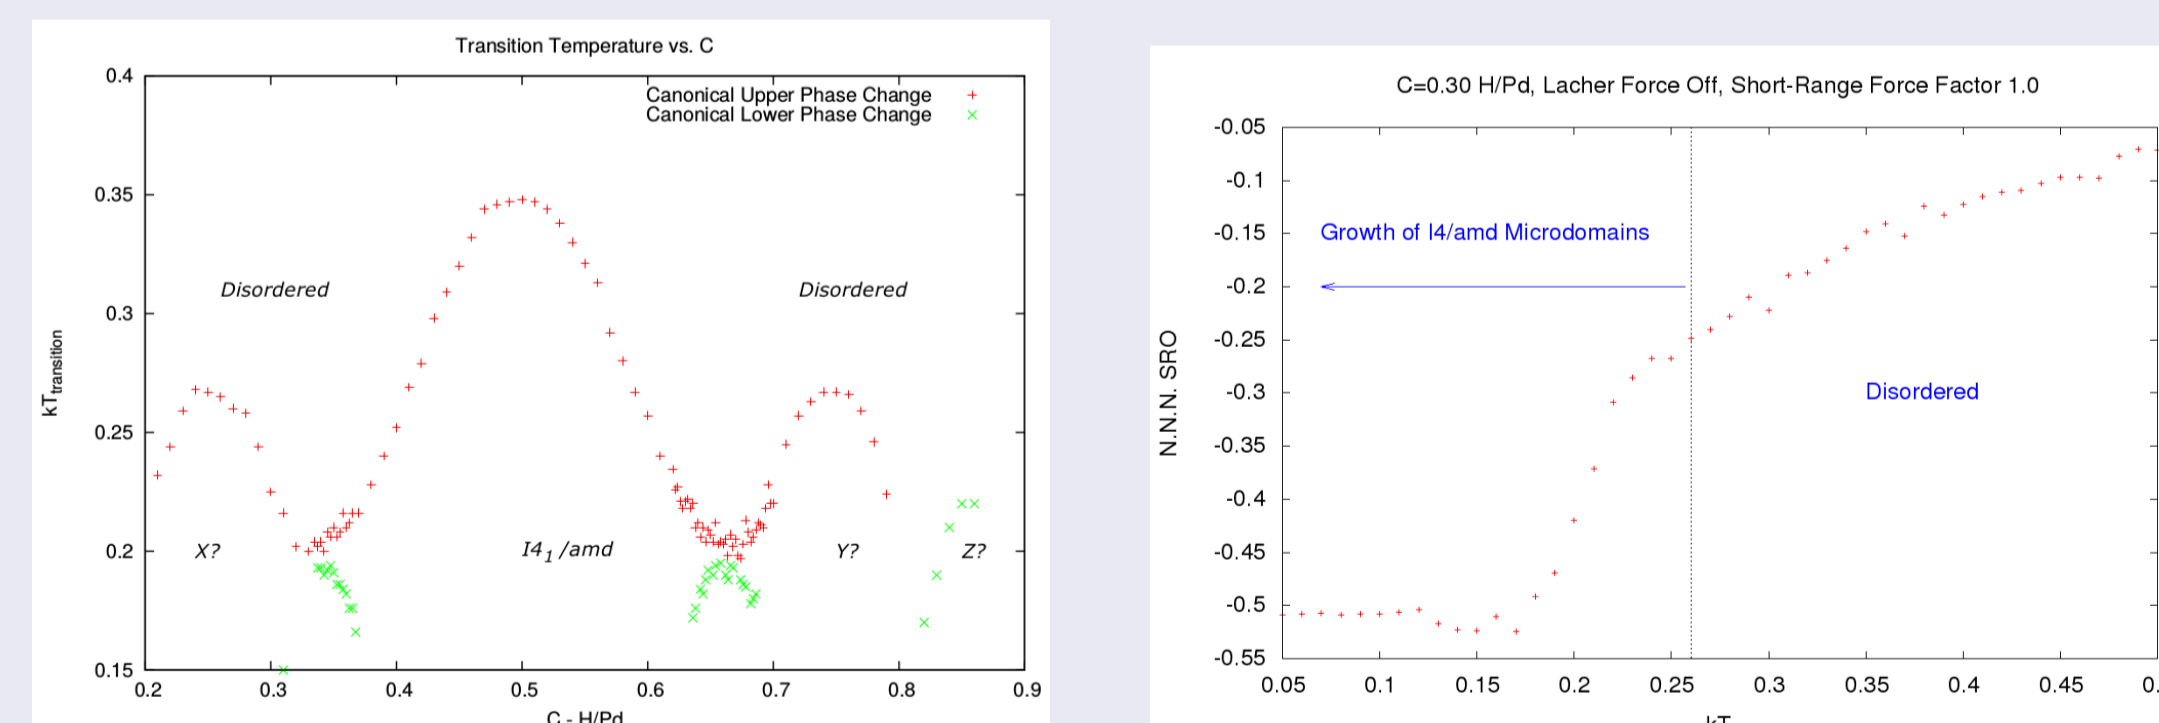 Transition Temperature vs. C
Canonical Upper Phase Change
Canonical Lower Phase Change
0.4
0.35
0.3
0.25
0.2
0.15
kTtransition
Disordered
Disordered
X?
I41/amd
Y?
Z?
0.2 0.3 0.4 0.5 0.6 0.7 0.8 0.9
C - H/Pd
C=0.30 H/Pd, Lacher Force Off, Short-Range Force Factor 1.0
-0.05
-0.1
-0.15
-0.2
-0.25
-0.3
-0.35
-0.4
-0.45
-0.5
-0.55
N.N.N. SRO
Growth of I4/amd Microdomains
Disordered
0.05 0.1 0.15 0.2 0.25 0.3 0.35 0.4 0.45 0.
kT